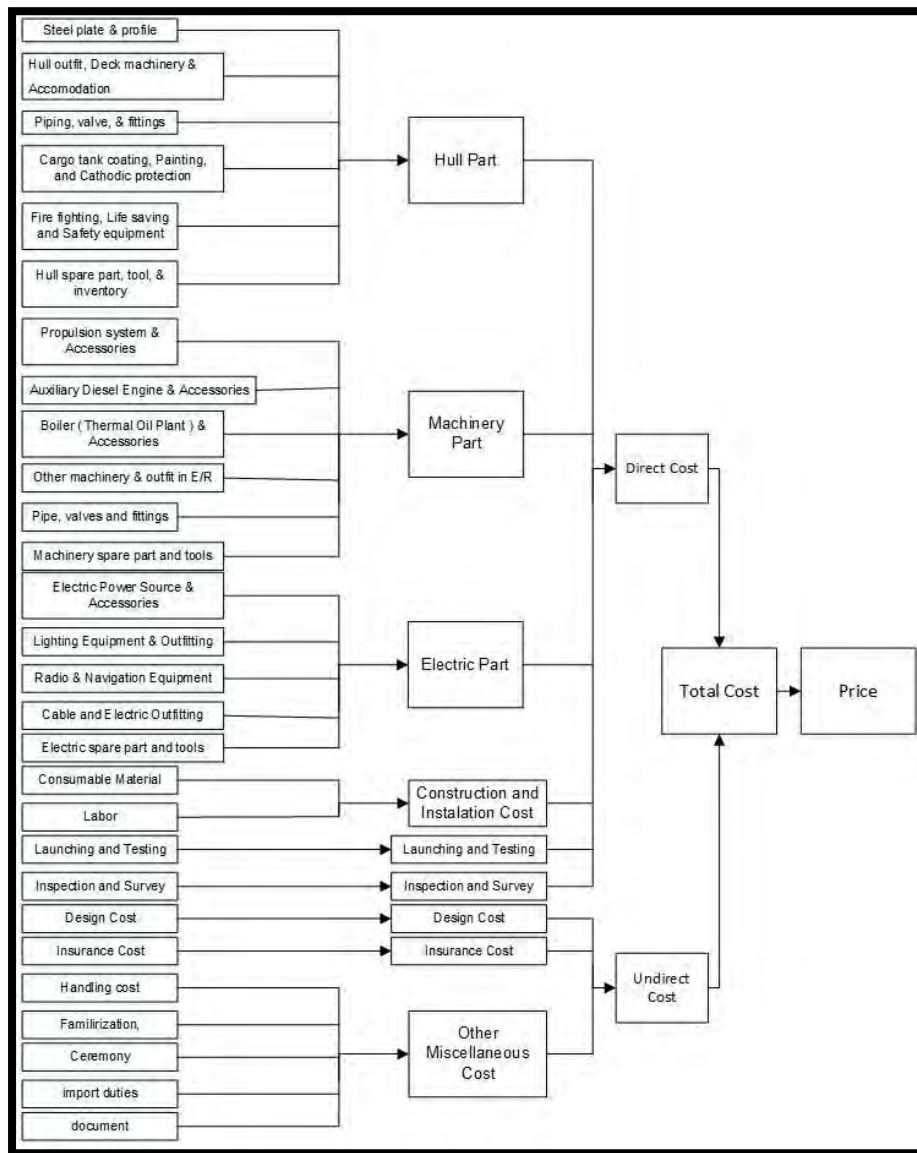 Steel plate & profile
Hull outfit, Deck machinery &
Accomodation
Piping, valve, & fittings
Cargo tank coating, Painting,
and Cathodic protection
Fire fighting, Life saving
and Safety equipment
Hull spare part, tool, &
inventory
Propulsion system &
Accessories
Auxiliary Diesel Engine & Accessories
Boiler ( Thermal Oil Plant ) &
Accessories
Other machinery & outfit in E/R
Pipe, valves and fittings
Machinery spare part and tools
Electric Power Source &
Accessories
Lighting Equipment & Outfitting
Radio & Navigation Equipment
Cable and Electric Outfitting
Electric spare part and tools
Consumable Material
Labor
Launching and Testing
Inspection and Survey
Design Cost
Insurance Cost
Handling cost
Familirization,
Ceremony
import duties
document
Hull Part
Machinery
Part
Electric Part
Construction and
Instalation Cost
Launching and Testing
Inspection and Survey
Design Cost
Insurance Cost
Other
Miscellaneous
Cost
Direct Cost
Undirect
Cost
Total Cost
Price